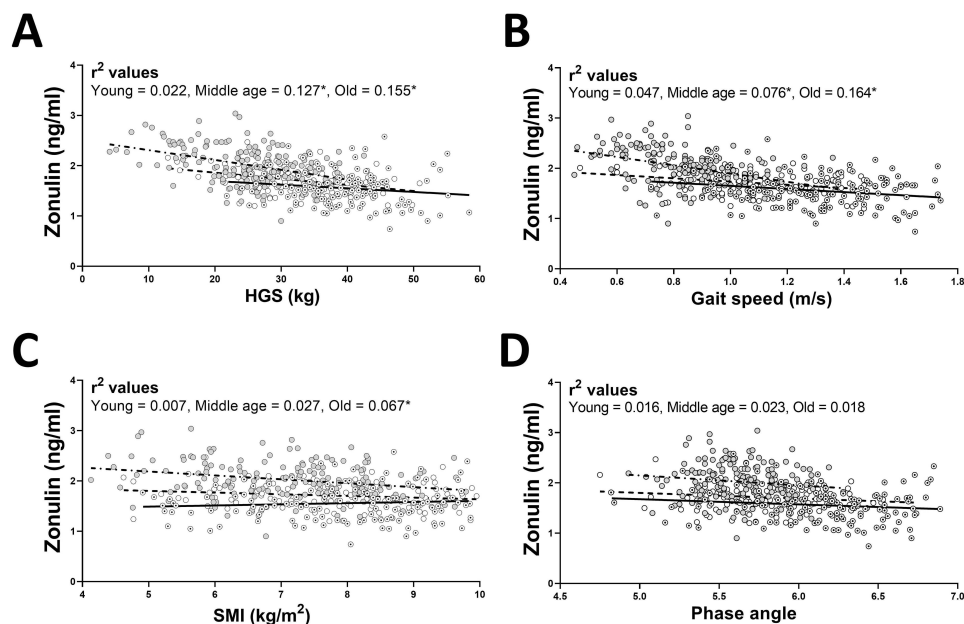 A
r² values
Young = 0.022, Middle age = 0.127*, Old = 0.155*
Zonulin (ng/ml)
4
3
2
1
0
0 10 20 30 40 50 60
HGS (kg)
B
r² values
Young = 0.047, Middle age = 0.076*, Old = 0.164*
Zonulin (ng/ml)
4
3
2
1
0
0.4 0.6 0.8 1.0 1.2 1.4 1.6 1.8
Gait speed (m/s)
C
r² values
Young = 0.007, Middle age = 0.027, Old = 0.067*
Zonulin (ng/ml)
4
3
2
1
0
4 5 6 7 8 9 10
SMI (kg/m²)
D
r² values
Young = 0.016, Middle age = 0.023, Old = 0.018
Zonulin (ng/ml)
4
3
2
1
0
4.5 5.0 5.5 6.0 6.5 7.0
Phase angle